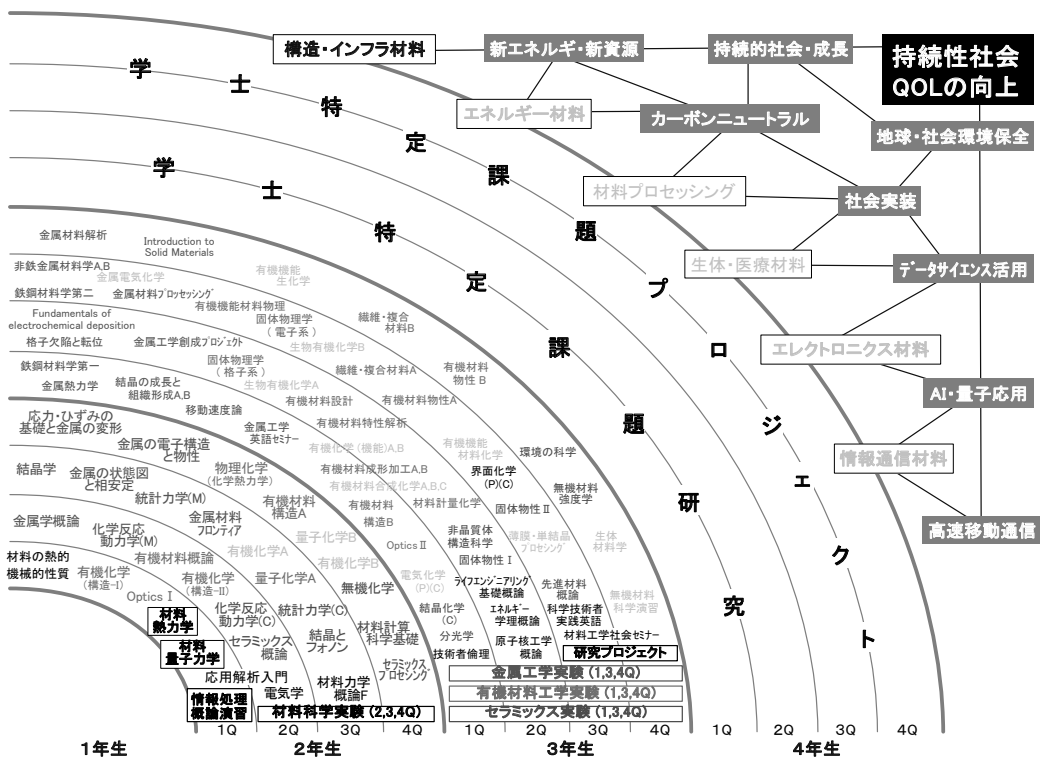 構造・インフラ材料
新エネルギ・新資源
持続的社会・成長
持続性社会
QOLの向上
エネルギー材料
カーボンニュートラル
地球・社会環境保全
材料プロセッシング
社会実装
生体・医療材料
データサイエンス活用
エレクトロニクス材料
AI・量子応用
情報通信材料
高速移動通信
学士特定課題プロジェクト
学士特定課題研究
金属材料解析
Introduction to
Solid Materials
非鉄金属材料学A,B
金属電気化学
有機機能
生化学
鉄鋼材料学第二
金属材料プロッセッシング
有機機能材料物理
Fundamentals of
electrochemical deposition
固体物理学
(電子系)
繊維・複合
材料B
格子欠陥と転位
金属工学創成プロジェクト
生物有機化学B
鉄鋼材料学第一
固体物理学
(格子系)
繊維・複合材料A
有機材料
物性B
金属熱力学
結晶の成長と
組織形成A,B
生物有機化学A
有機材料設計
有機材料物性A
移動速度論
応力・ひずみの
基礎と金属の変形
金属工学
英語セミナー
有機材料特性解析
金属の電子構造
と物性
有機化学(機能)A,B
有機機能
材料化学
環境の科学
結晶学
金属の状態図
と相安定
物理化学
(化学熱力学)
有機材料成形加工A,B
界面化学
(P)(C)
有機材料合成化学A,B,C
無機材料
強度学
統計力学(M)
有機材料
構造A
有機材料
構造B
材料計量化学
固体物性Ⅱ
金属学概論
化学反応
動力学(M)
金属材料
フロンティア
量子化学B
OpticsⅡ
非晶質体
構造科学
薄膜・単結晶
プロセシング
生体
材料学
材料の熱的
機械的性質
有機材料概論
有機化学A
有機化学B
固体物性Ⅰ
有機化学
(構造-Ⅰ)
有機化学
(構造-Ⅱ)
量子化学A
無機化学
電気化学
(P)(C)
ライフエンジニアリング
基礎概論
先進材料
概論
無機材料
科学演習
OpticsⅠ
材料
熱力学
化学反応
動力学(C)
統計力学(C)
結晶化学
(C)
エネルギー
学理概論
科学技術者
実践英語
材料
量子力学
セラミックス
概論
結晶と
フォノン
材料計算
科学基礎
分光学
技術者倫理
原子核工学
概論
材料工学社会セミナー
研究プロジェクト
応用解析入門
セラミックス
プロセシング
金属工学実験(1,3,4Q)
情報処理
概論演習
電気学
材料力学
概論F
有機材料工学実験(1,3,4Q)
材料科学実験(2,3,4Q)
セラミックス実験(1,3,4Q)
1Q 2Q 3Q 4Q 1Q 2Q 3Q 4Q 1Q 2Q 3Q 4Q
1年生 2年生 3年生 4年生